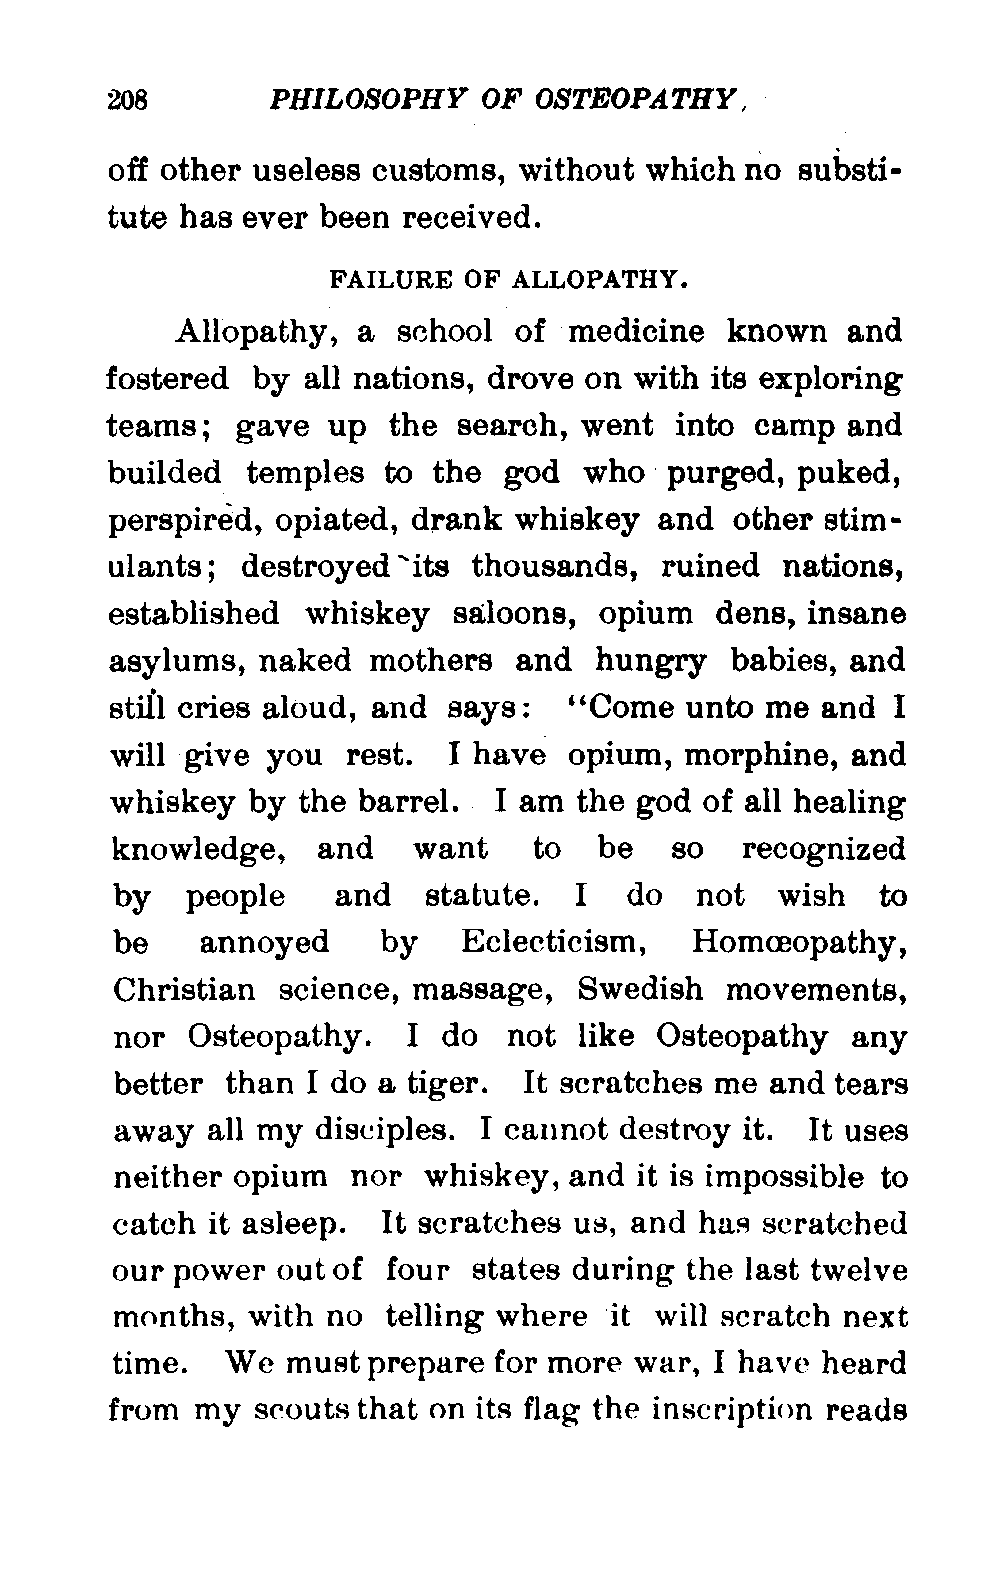 208 PHILOSOPHY OF OSTEOPATHY,
off other useless customs, without which no substi-
tute has ever been received.
FAILURE OF ALLOPATHY.
Allopathy, a school of medicine known and
fostered by all nations, drove on with its exploring
teams; gave up the search, went into camp and
builded temples to the god who purged, puked,
perspired, opiated, drank whiskey and other stim-
ulants; destroyed its thousands, ruined nations,
established whiskey saloons, opium dens, insane
asylums, naked mothers and hungry babies, and
still cries aloud, and says: "Come unto me and I
will give you rest. I have opium, morphine, and
whiskey by the barrel. I am the god of all healing
knowledge, and want to be so recognized
by people and statute. I do not wish to
be annoyed by Eclecticism, Homœopathy,
Christian science, massage, Swedish movements,
nor Osteopathy. I do not like Osteopathy any
better than I do a tiger. It scratches me and tears
away all my disciples. I cannot destroy it. It uses
neither opium nor whiskey, and it is impossible to
catch it asleep. It scratches us, and has scratched
our power out of four states during the last twelve
months, with no telling where it will scratch next
time. We must prepare for more war, I have heard
from my scouts that on its flag the inscription reads